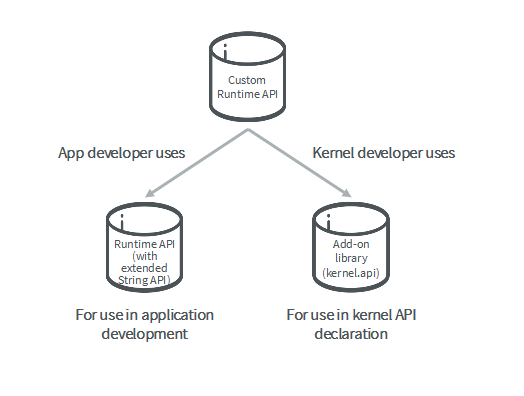 Custom
Runtime API
App developer uses
Kernel developer uses
Runtime API
(with
extended
String API)
Add-on
library
(kernel.api)
For use in application
development
For use in kernel API
declaration